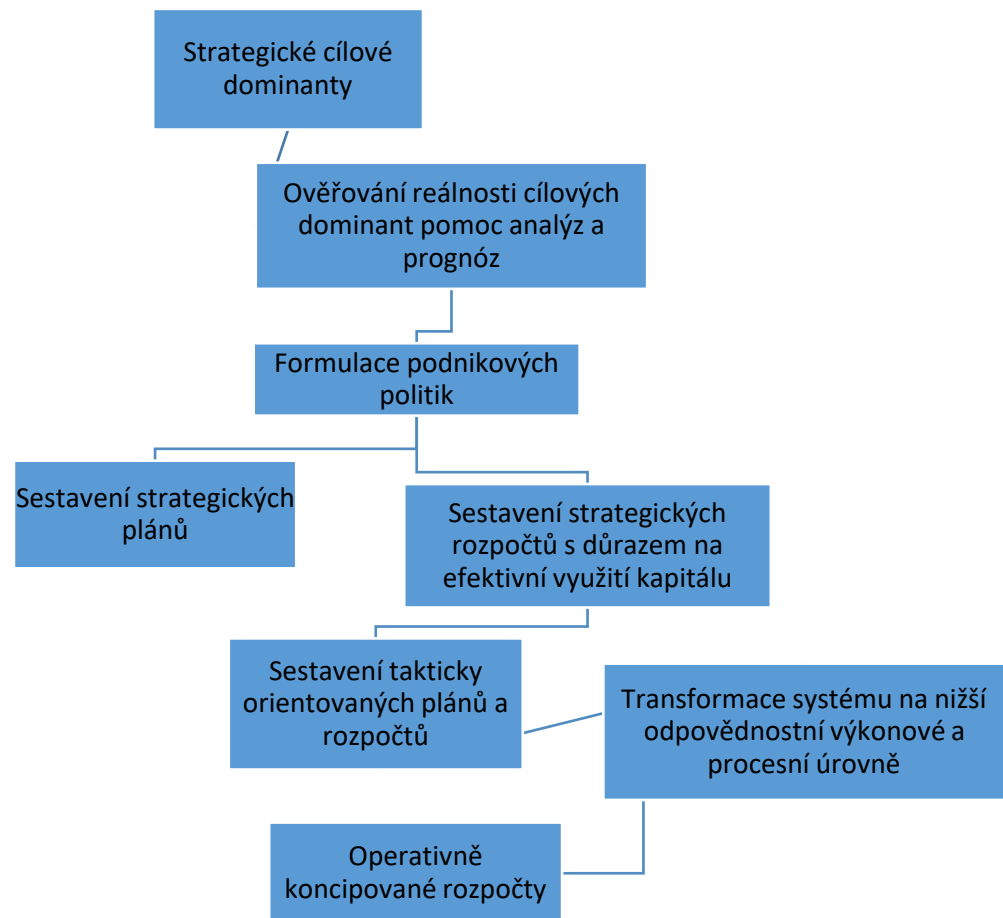 Strategické cílové
dominanty
Ověřování reálnosti cílových
dominant pomoc analýz a
prognóz
Formulace podnikových
politik
Sestavení strategických
plánů
Sestavení strategických
rozpočtů s důrazem na
efektivní využití kapitálu
Sestavení takticky
orientovaných plánů a
rozpočtů
Transformace systému na nižší
odpovědnostní výkonové a
procesní úrovně
Operativně
koncipované rozpočty